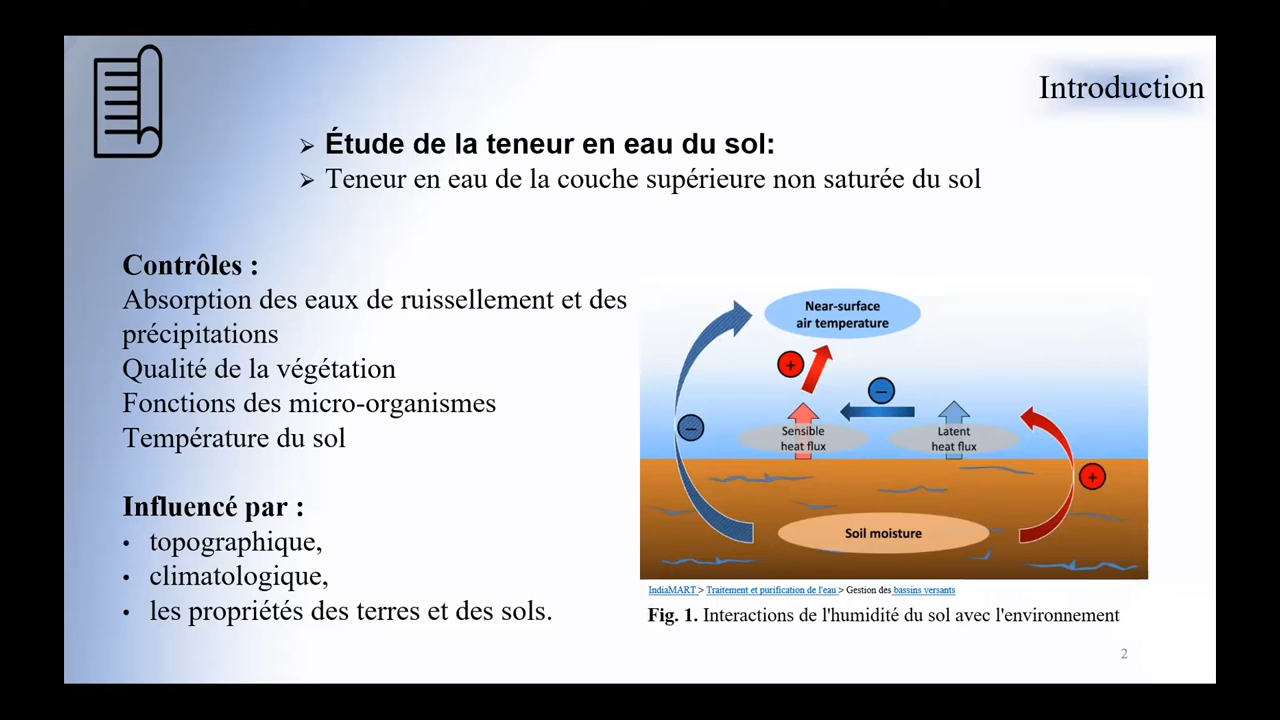 Introduction
Étude de la teneur en eau du sol:
Teneur en eau de la couche supérieure non saturée du sol
Contrôles :
Absorption des eaux de ruissellement et des
précipitations
Qualité de la végétation
Fonctions des micro-organismes
Température du sol
Influencé par :
• topographique,
• climatologique,
• les propriétés des terres et des sols.
Near-surface
air temperature
+
−
Sensible
heat flux
Latent
heat flux
−
+
Soil moisture
IndiaMART > Traitement et purification de l'eau > Gestion des bassins versants
Fig. 1. Interactions de l'humidité du sol avec l'environnement
2